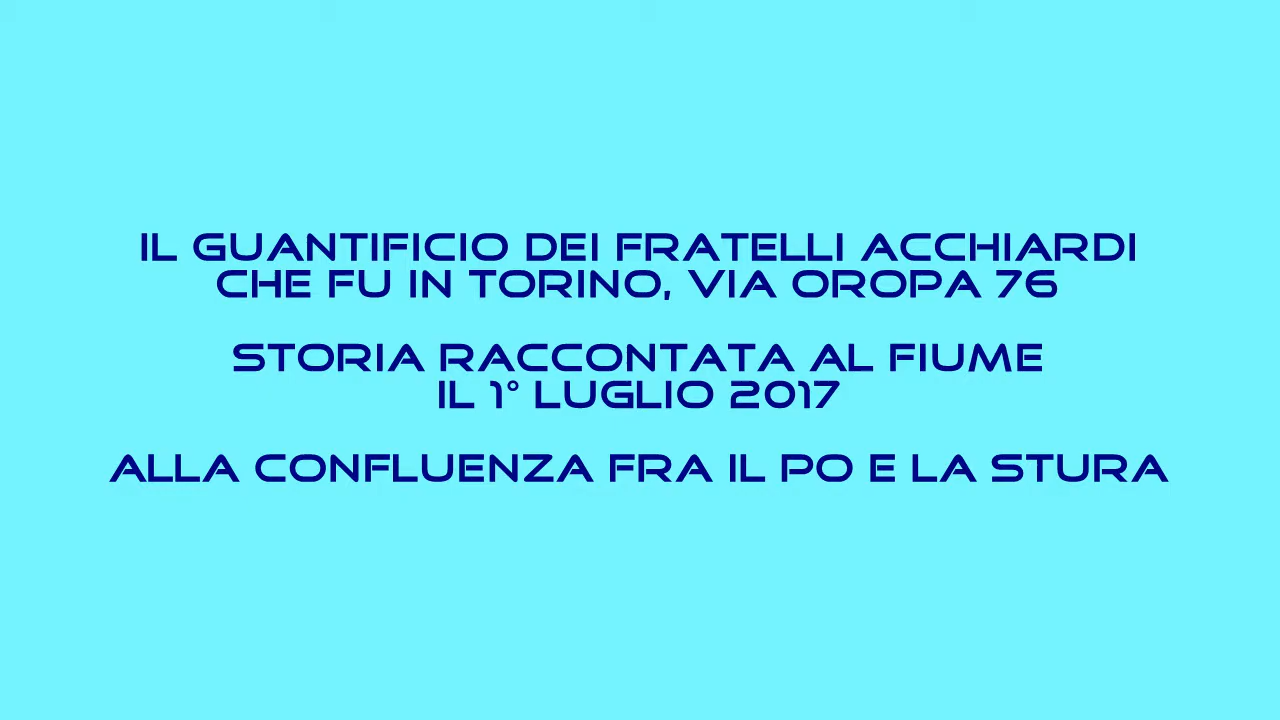 IL GUANTIFICIO DEI FRATELLI ACCHIARDI
CHE FU IN TORINO, VIA OROPA 76
STORIA RACCONTATA AL FIUME
IL 1° LUGLIO 2017
ALLA CONFLUENZA FRA IL PO E LA STURA